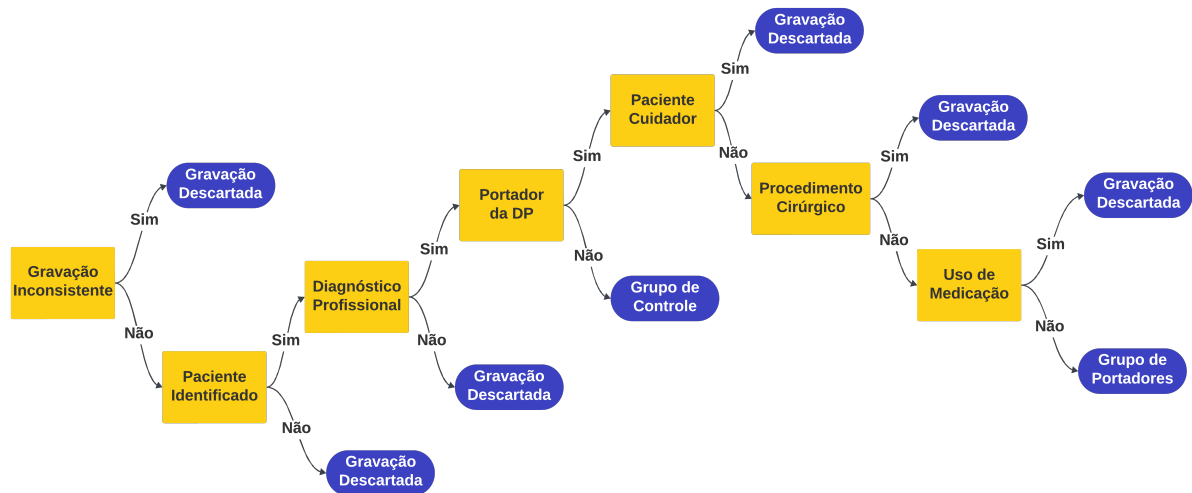 Gravação
Inconsistente
Sim
Gravação
Descartada
Não
Paciente
Identificado
Sim
Não
Gravação
Descartada
Diagnóstico
Profissional
Sim
Não
Gravação
Descartada
Portador
da DP
Sim
Não
Grupo de
Controle
Paciente
Cuidador
Sim
Gravação
Descartada
Não
Procedimento
Cirúrgico
Sim
Gravação
Descartada
Não
Uso de
Medicação
Sim
Gravação
Descartada
Não
Grupo de
Portadores